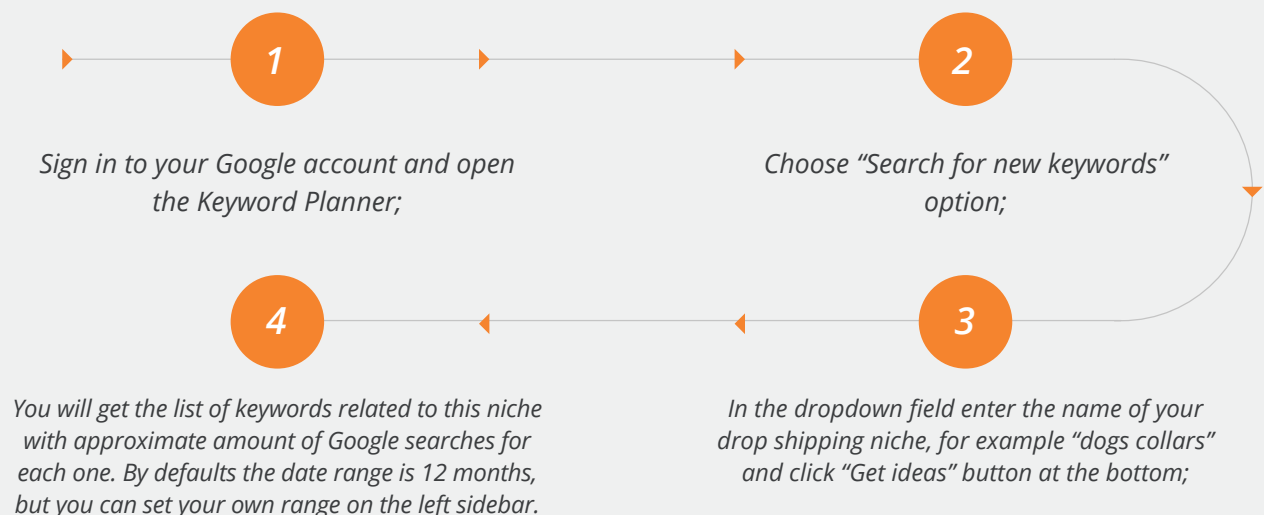 1
Sign in to your Google account and open
the Keyword Planner;
2
Choose “Search for new keywords”
option;
3
In the dropdown field enter the name of your
drop shipping niche, for example “dogs collars”
and click “Get ideas” button at the bottom;
4
You will get the list of keywords related to this niche
with approximate amount of Google searches for
each one. By defaults the date range is 12 months,
but you can set your own range on the left sidebar.